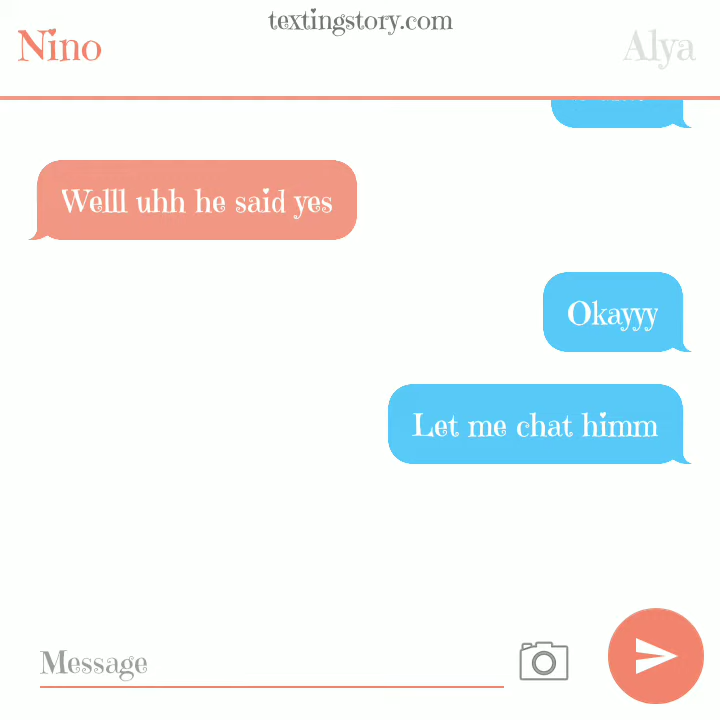 textingstory.com
Nino
Alya
Welll uhh he said yes
Okayyy
Let me chat himm
Message